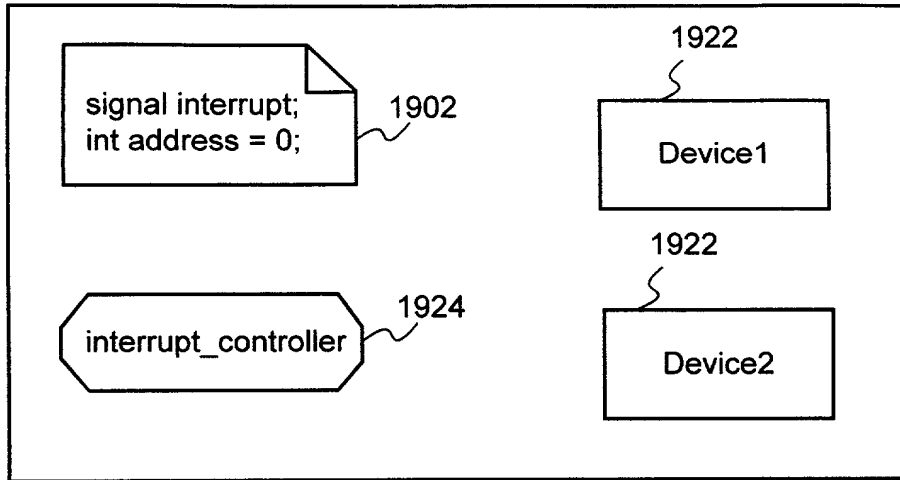 signal interrupt;
int address = 0;
1902
1922
Device1
1922
interrupt_controller
1924
Device2